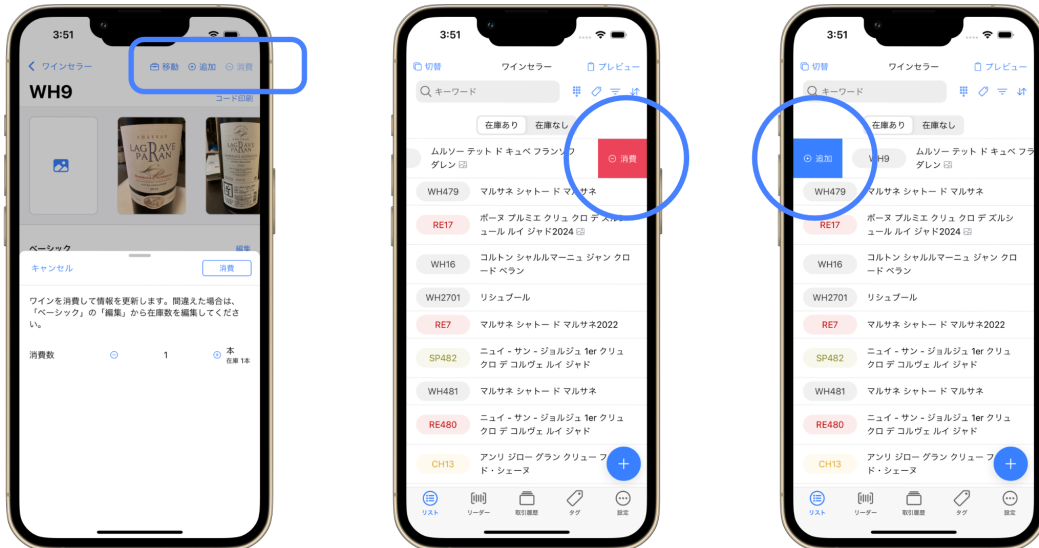 3:51
ワインセラー
移動
追加
消費
WH9
コード印刷
CHATEAU
LAGRAVE
PARAN
ベーシック
編集
キャンセル
消費
ワインを消費して情報を更新します。間違えた場合は、
「ベーシック」の「編集」から在庫数を編集してくださ
い。
消費数
1
本
在庫 1本
3:51
切替
ワインセラー
プレビュー
キーワード
在庫あり
在庫なし
ムルソー テット ド キュベ フランソワ
ダレン
消費
WH479
マルサネ シャトー ド マルサネ
RE17
ボーヌ プルミエ クリュ クロ デ ズルシ
ュール ルイ ジャド2024
WH16
コルトン シャルルマーニュ ジャン クロ
ード ベラン
WH2701
リシュブール
RE7
マルサネ シャトー ド マルサネ2022
SP482
ニュイ - サン - ジョルジュ 1er クリュ
クロ デ コルヴェ ルイ ジャド
WH481
マルサネ シャトー ド マルサネ
RE480
ニュイ - サン - ジョルジュ 1er クリュ
クロ デ コルヴェ ルイ ジャド
CH13
アンリ ジロー グラン クリュー フ
ド・シェーヌ
リスト
リーダー
取引履歴
タグ
設定
3:51
切替
ワインセラー
プレビュー
キーワード
在庫あり
在庫なし
追加
WH9
ムルソー テット ド キュベ フラ
ダレン
WH479
マルサネ シャトー ド マルサネ
RE17
ボーヌ プルミエ クリュ クロ デ ズルシ
ュール ルイ ジャド2024
WH16
コルトン シャルルマーニュ ジャン クロ
ード ベラン
WH2701
リシュブール
RE7
マルサネ シャトー ド マルサネ2022
SP482
ニュイ - サン - ジョルジュ 1er クリュ
クロ デ コルヴェ ルイ ジャド
WH481
マルサネ シャトー ド マルサネ
RE480
ニュイ - サン - ジョルジュ 1er クリュ
クロ デ コルヴェ ルイ ジャド
CH13
アンリ ジロー グラン クリュー フ
ド・シェーヌ
リスト
リーダー
取引履歴
タグ
設定